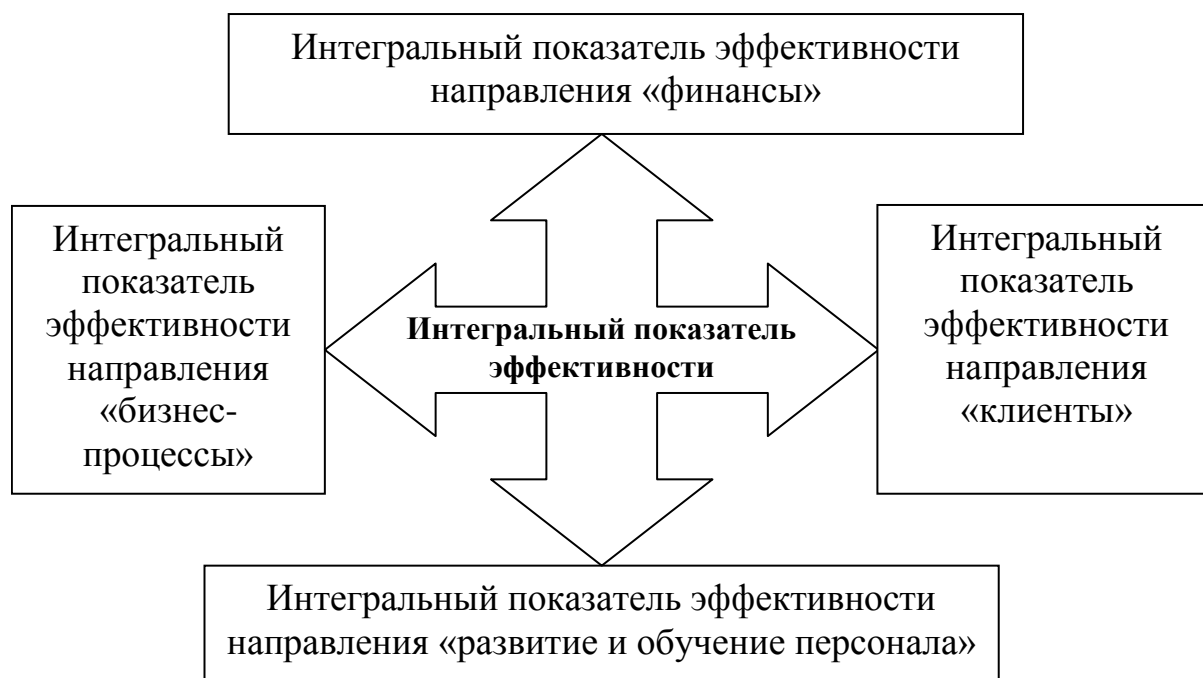 Интегральный показатель эффективности
направления «финансы»
Интегральный
показатель
эффективности
направления
«бизнес-
процессы»
Интегральный показатель
эффективности
Интегральный
показатель
эффективности
направления
«клиенты»
Интегральный показатель эффективности
направления «развитие и обучение персонала»